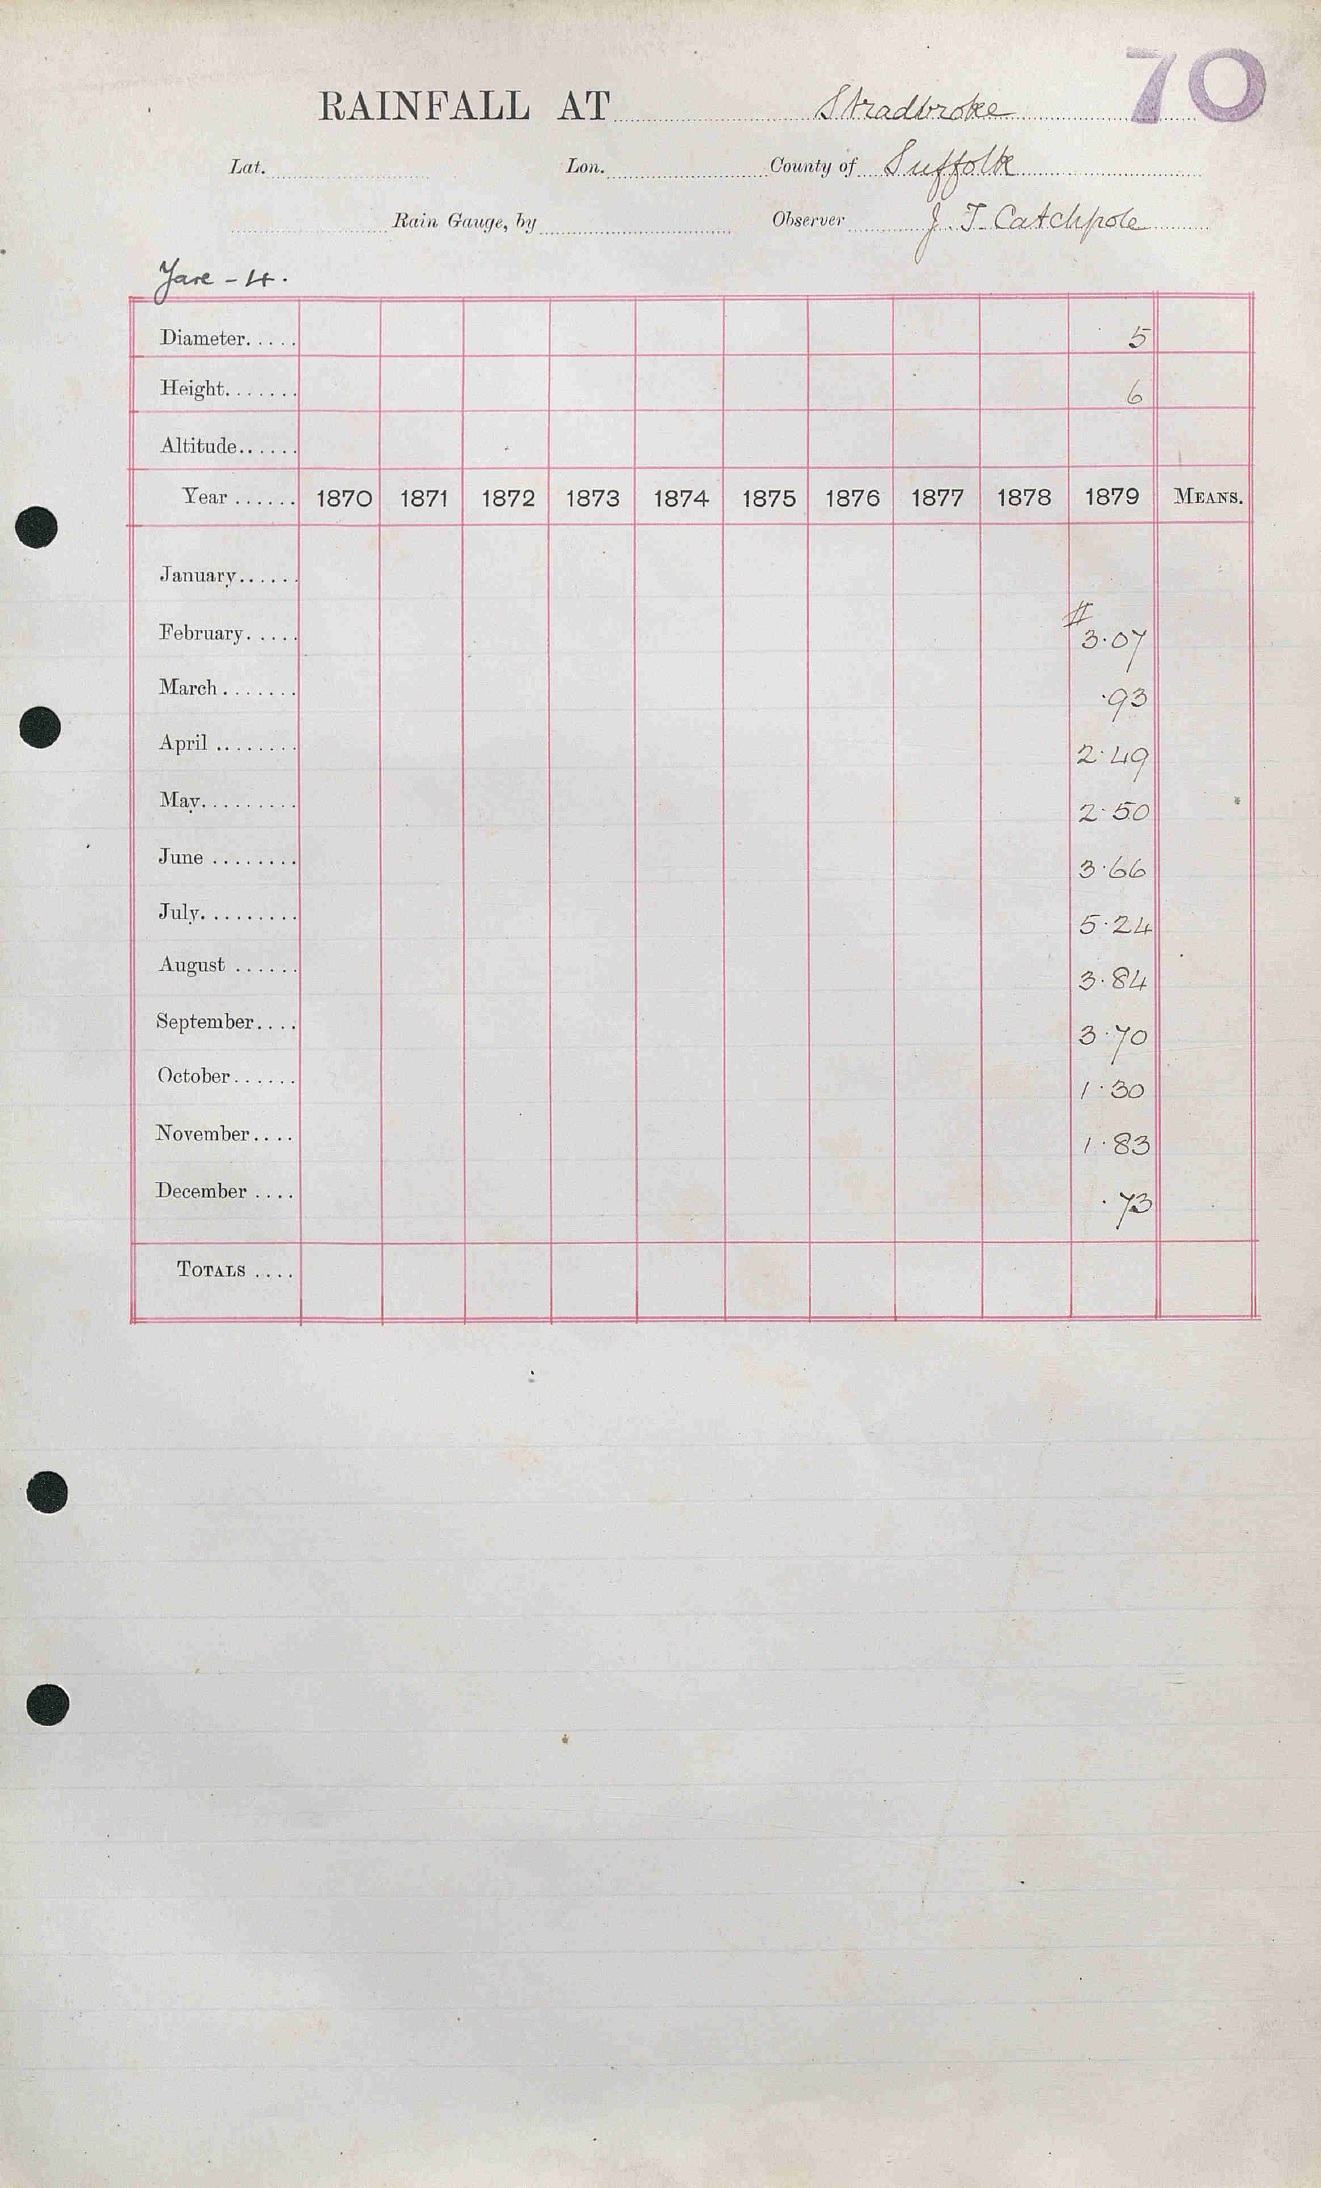 70
RAINFALL AT Stradbroke
Lat. Lon. County of Suffolk
Rain Gauge, by Observer J. T. Catchpole
Yare - 4.
Diameter..... 5
Height....... 6
Altitude......
Year ...... 1870 1871 1872 1873 1874 1875 1876 1877 1878 1879 MEANS.
January......
#
February..... 3.07
March....... .93
April ........ 2.49
May......... 2.50
June ........ 3.66
July......... 5.24
August ...... 3.84
September.... 3.70
October...... 1.30
November.... 1.83
December .... .73
TOTALS ....